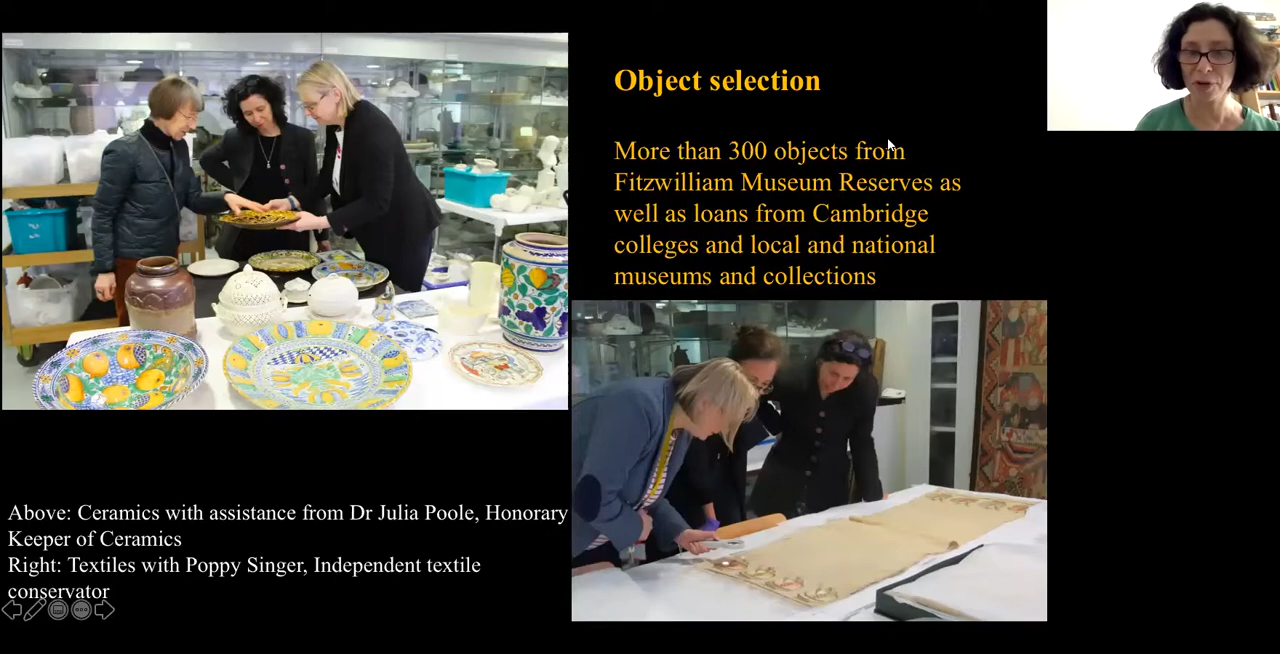 Object selection
More than 300 objects from
Fitzwilliam Museum Reserves as
well as loans from Cambridge
colleges and local and national
museums and collections
Above: Ceramics with assistance from Dr Julia Poole, Honorary
Keeper of Ceramics
Right: Textiles with Poppy Singer, Independent textile
conservator